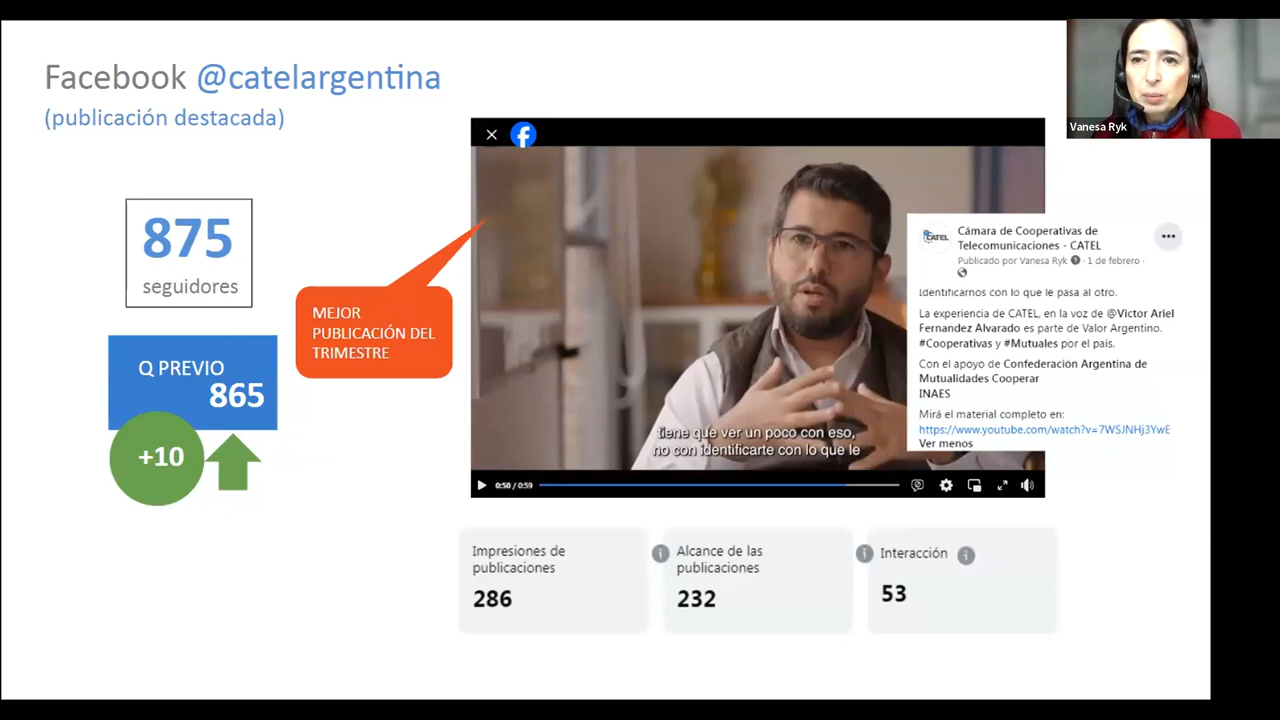 Facebook @catelargentina
(publicación destacada)
Vanesa Ryk
875
seguidores
Q PREVIO
865
+10
MEJOR
PUBLICACIÓN DEL
TRIMESTRE
tiene que ver un poco con eso,
no con identificarte con lo que le
0:50 / 0:59
CATEL
Cámara de Cooperativas de
Telecomunicaciones - CATEL
Publicado por Vanesa Ryk · 1 de febrero ·
Identificarnos con lo que le pasa al otro.
La experiencia de CATEL, en la voz de @Victor Ariel
Fernandez Alvarado es parte de Valor Argentino.
#Cooperativas y #Mutuales por el país.
Con el apoyo de Confederación Argentina de
Mutualidades Cooperar
INAES
Mirá el material completo en:
https://www.youtube.com/watch?v=7WSJNHj3YwE
Ver menos
Impresiones de
publicaciones
286
Alcance de las
publicaciones
232
Interacción
53